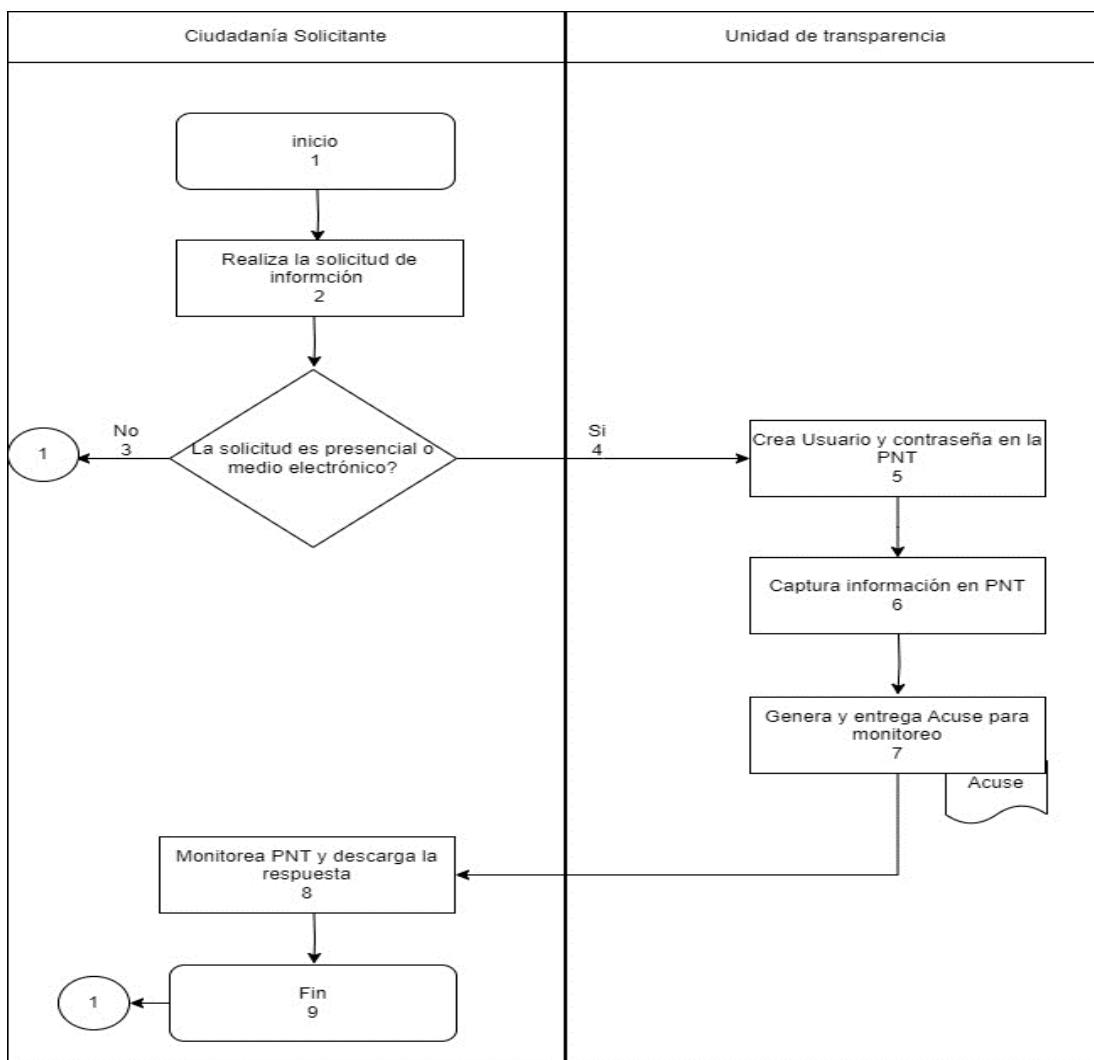 Ciudadanía Solicitante
Unidad de transparencia
inicio
1
Realiza la solicitud de
informción
2
No
3
1
La solicitud es presencial o
medio electrónico?
Si
4
Crea Usuario y contraseña en la
PNT
5
Captura información en PNT
6
Genera y entrega Acuse para
monitoreo
7
Acuse
Monitorea PNT y descarga la
respuesta
8
1
Fin
9